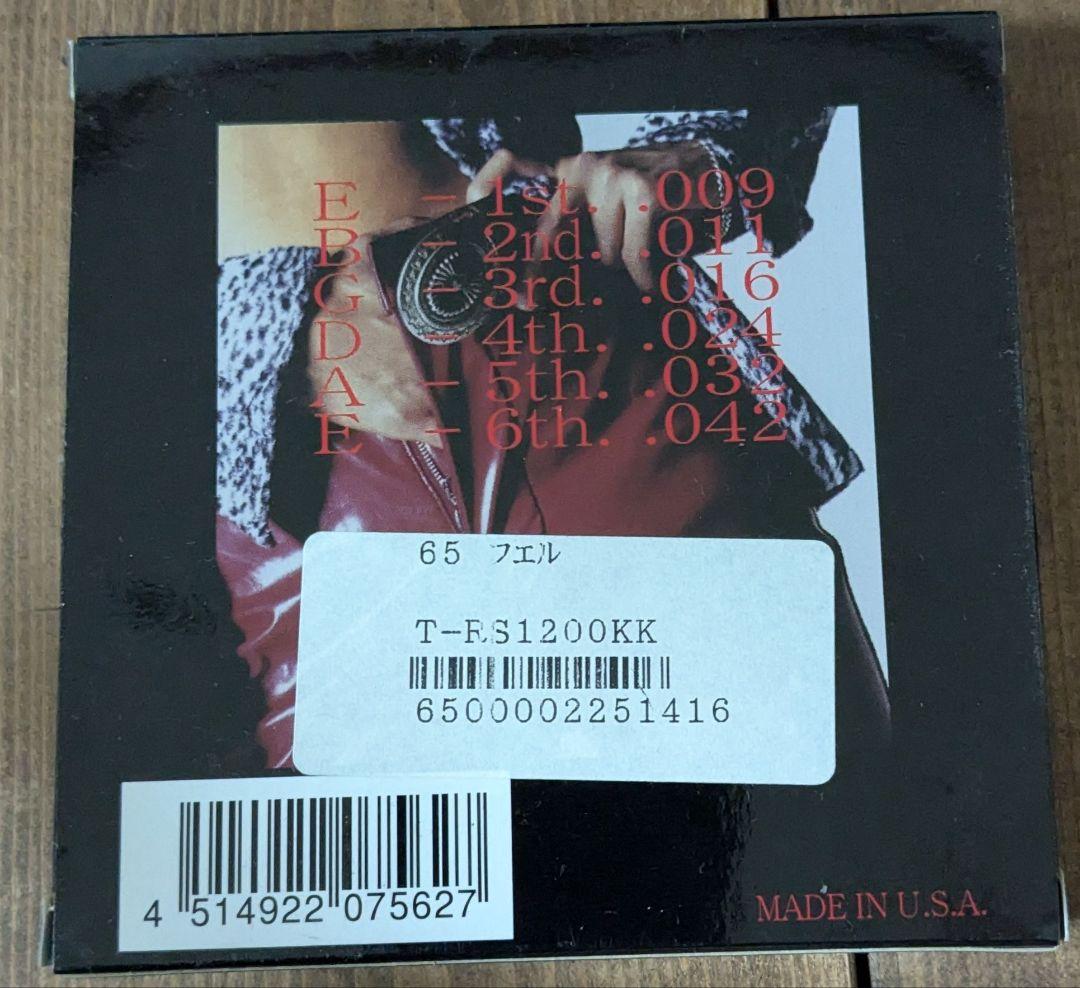 E - 1st. .009
B - 2nd. .011
G - 3rd. .016
D - 4th. .024
A - 5th. .032
E - 6th. .042
65 フエル
T-RS1200KK
6500002251416
4 514922 075627
MADE IN U.S.A.